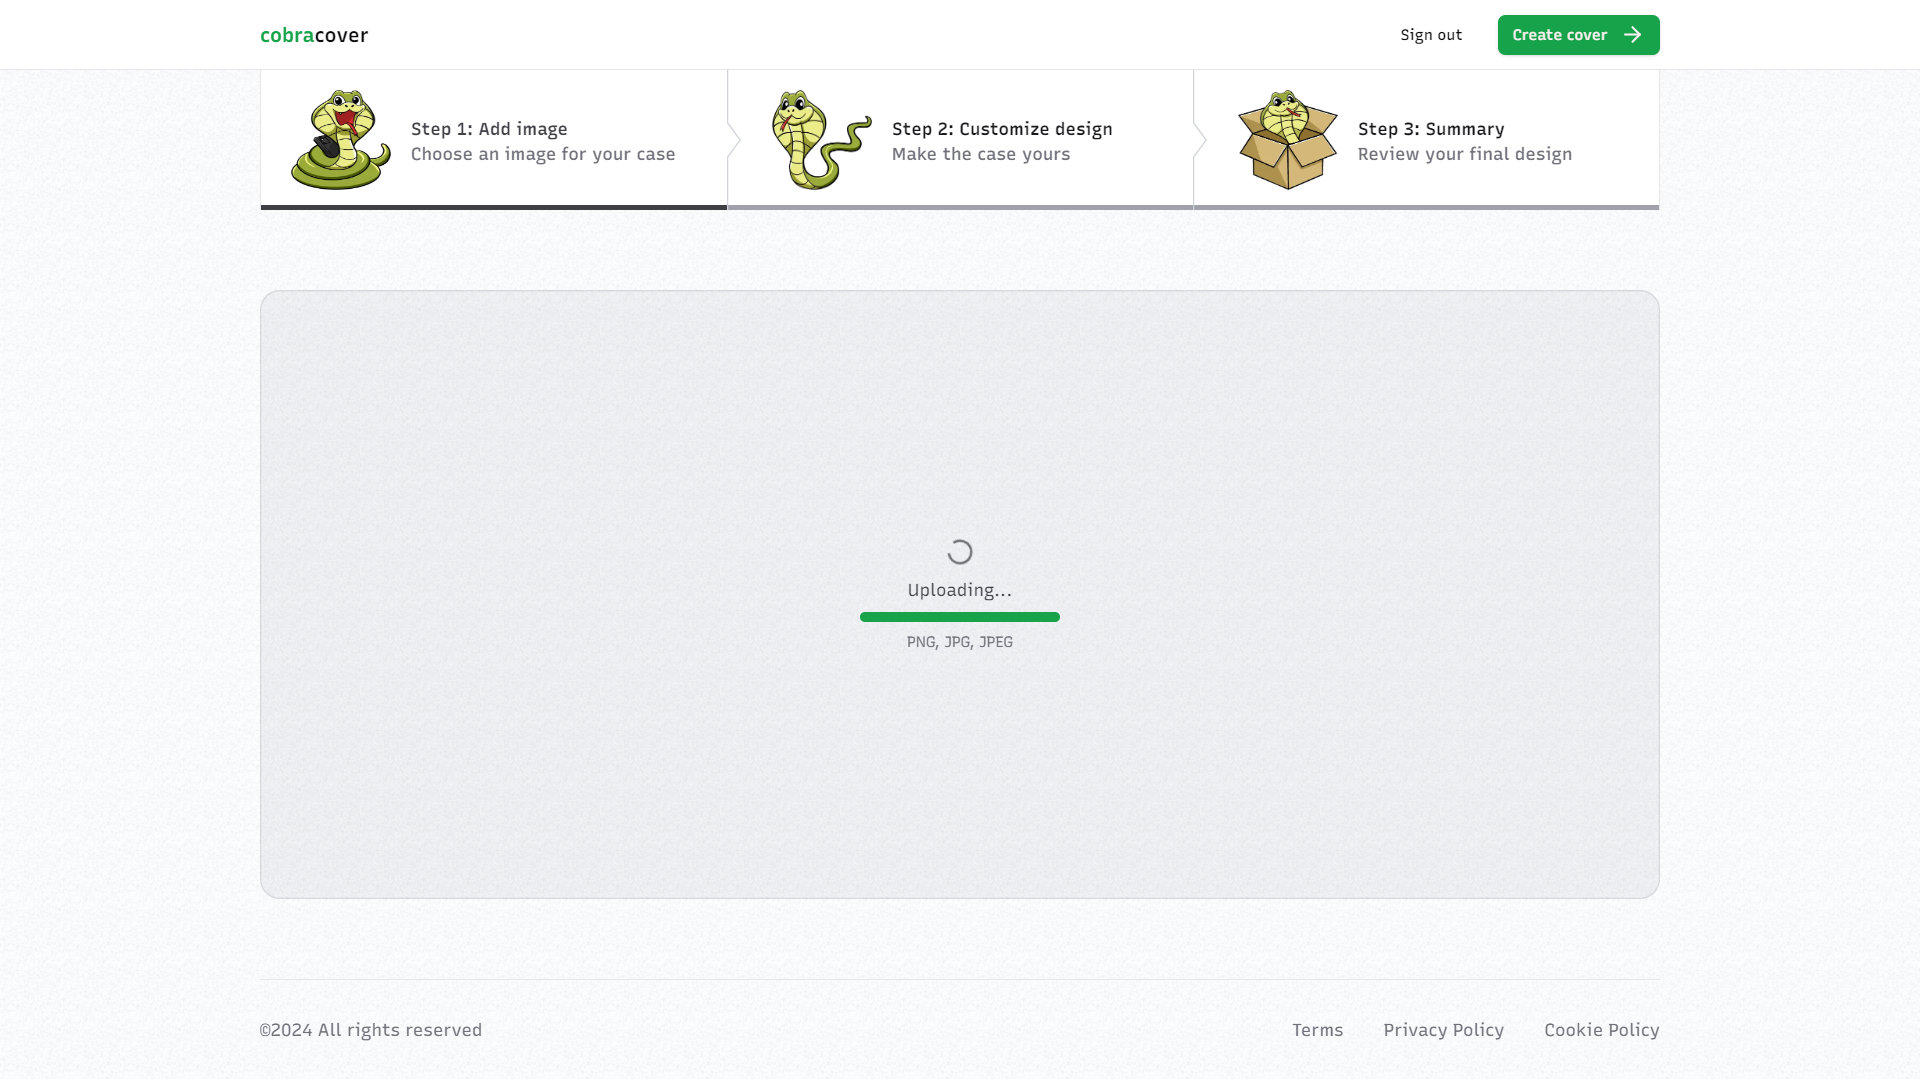 cobracover
Sign out
Create cover
Step 1: Add image
Choose an image for your case
Step 2: Customize design
Make the case yours
Step 3: Summary
Review your final design
Uploading...
PNG, JPG, JPEG
©2024 All rights reserved
Terms
Privacy Policy
Cookie Policy